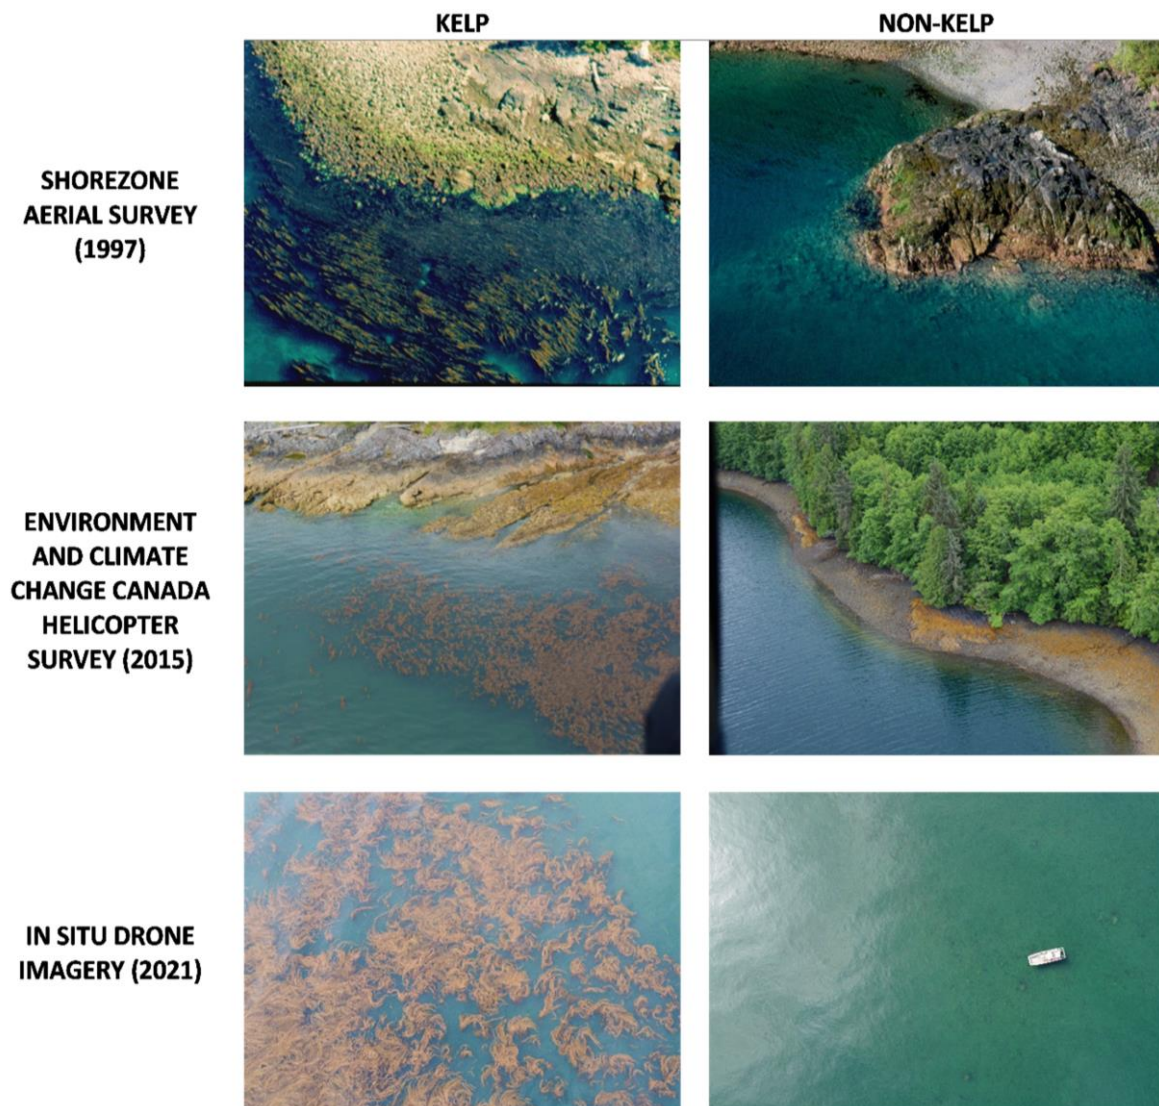 KELP
NON-KELP
SHOREZONE
AERIAL SURVEY
(1997)
ENVIRONMENT
AND CLIMATE
CHANGE CANADA
HELICOPTER
SURVEY (2015)
IN SITU DRONE
IMAGERY (2021)